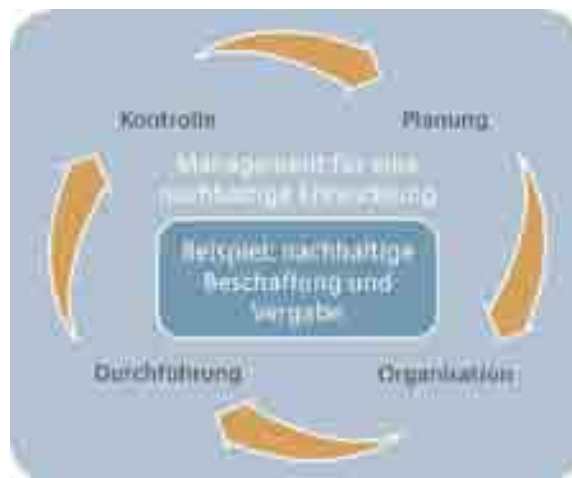 Kontrolle
Planung
Management für eine
nachhaltige Entwicklung
Beispiel: nachhaltige
Beschaffung und
Vergabe
Durchführung
Organisation